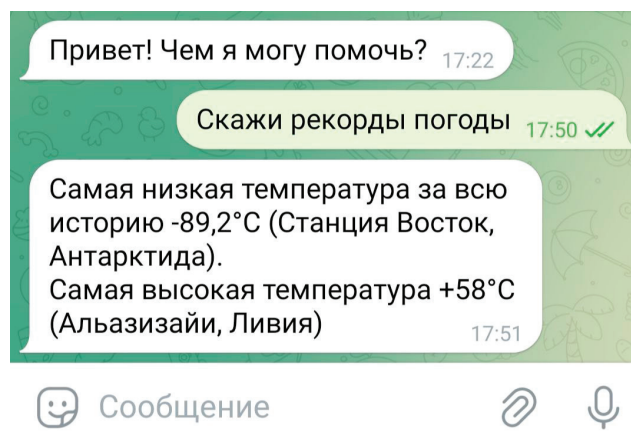 Привет! Чем я могу помочь? 17:22
Скажи рекорды погоды 17:50
Самая низкая температура за всю
историю -89,2°C (Станция Восток,
Антарктида).
Самая высокая температура +58°C
(Альазизайи, Ливия) 17:51
Сообщение